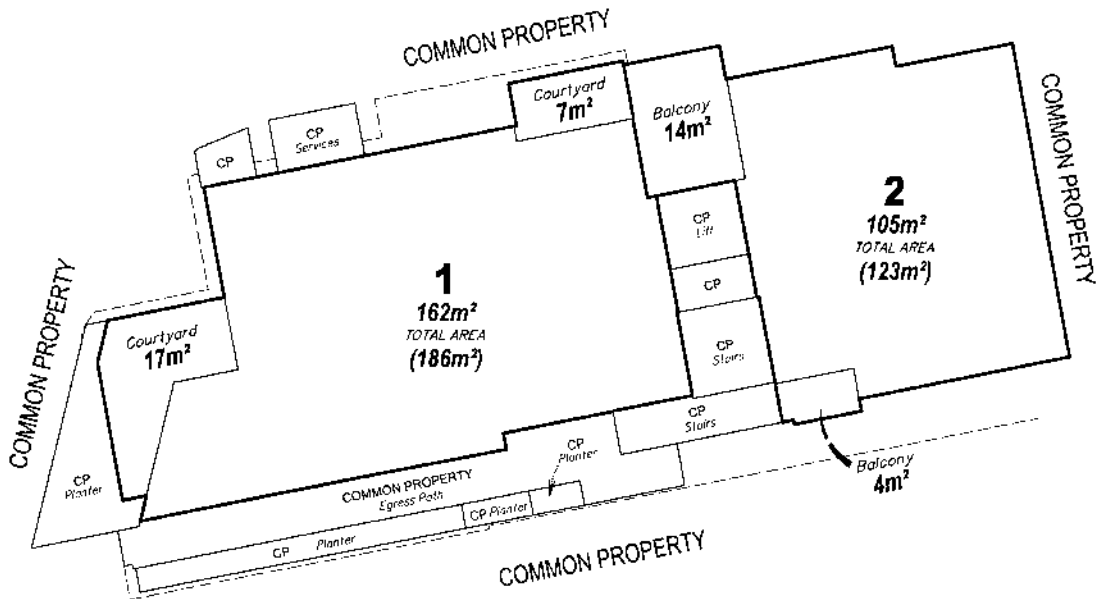 COMMON PROPERTY
Courtyard
7m²
Balcony
14m²
COMMON PROPERTY
CP
Services
CP
2
105m²
TOTAL AREA
(123m²)
CP
Lift
1
162m²
TOTAL AREA
(186m²)
CP
COMMON PROPERTY
Courtyard
17m²
CP
Stairs
CP
Stairs
CP
Planter
CP
Planter
COMMON PROPERTY
Egress Path
Balcony
4m²
CP Planter
CP Planter
COMMON PROPERTY